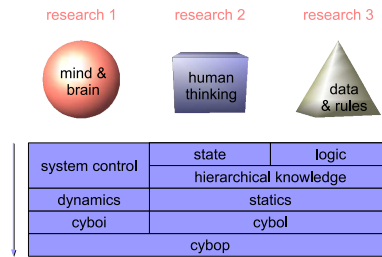 research 1
research 2
research 3
mind &
brain
human
thinking
data
& rules
system control
state
logic
hierarchical knowledge
dynamics
statics
cyboi
cybol
cybop